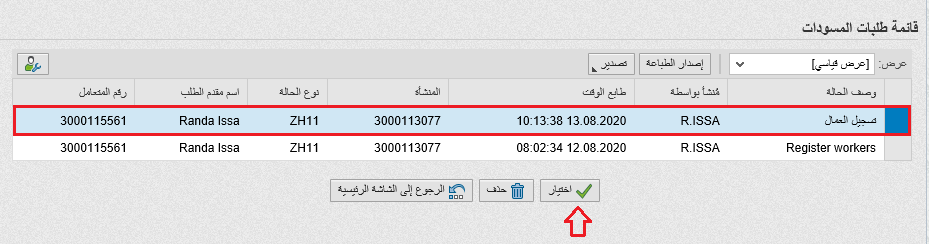 قائمة طلبات المسودات
عرض: [عرض قياسي] إصدار الطباعة تصدير
وصف الحالة مُنشأ بواسطة طابع الوقت المنشأة نوع الحالة اسم مقدم الطلب رقم المتعامل
تسجيل العمال R.ISSA 10:13:38 13.08.2020 3000113077 ZH11 Randa Issa 3000115561
Register workers R.ISSA 08:02:34 12.08.2020 3000113077 ZH11 Randa Issa 3000115561
اختيار حذف الرجوع إلى الشاشة الرئيسية